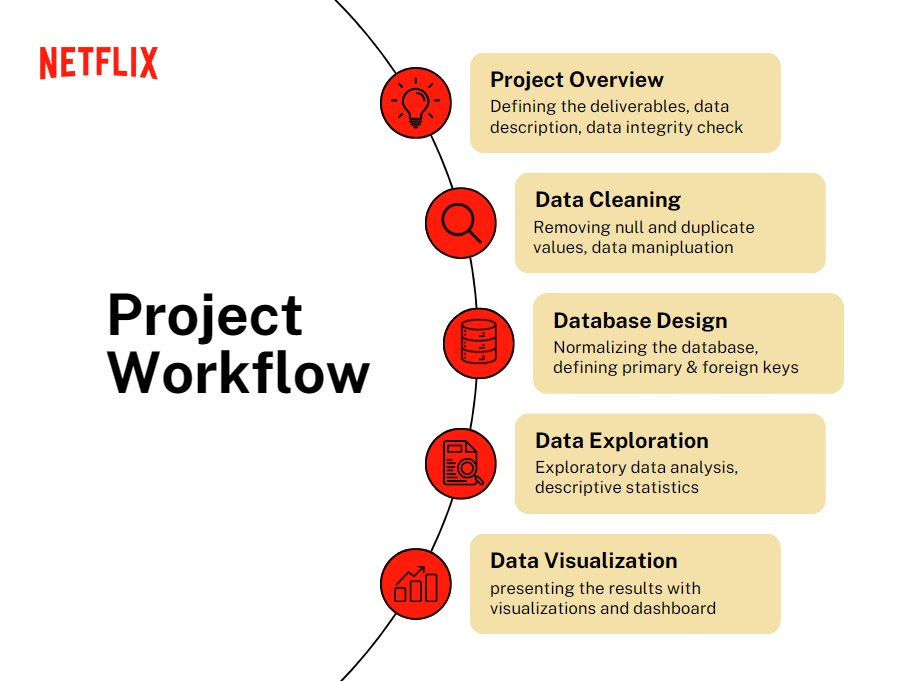 NETFLIX
Project
Workflow
Project Overview
Defining the deliverables, data
description, data integrity check
Data Cleaning
Removing null and duplicate
values, data manipluation
Database Design
Normalizing the database,
defining primary & foreign keys
Data Exploration
Exploratory data analysis,
descriptive statistics
Data Visualization
presenting the results with
visualizations and dashboard